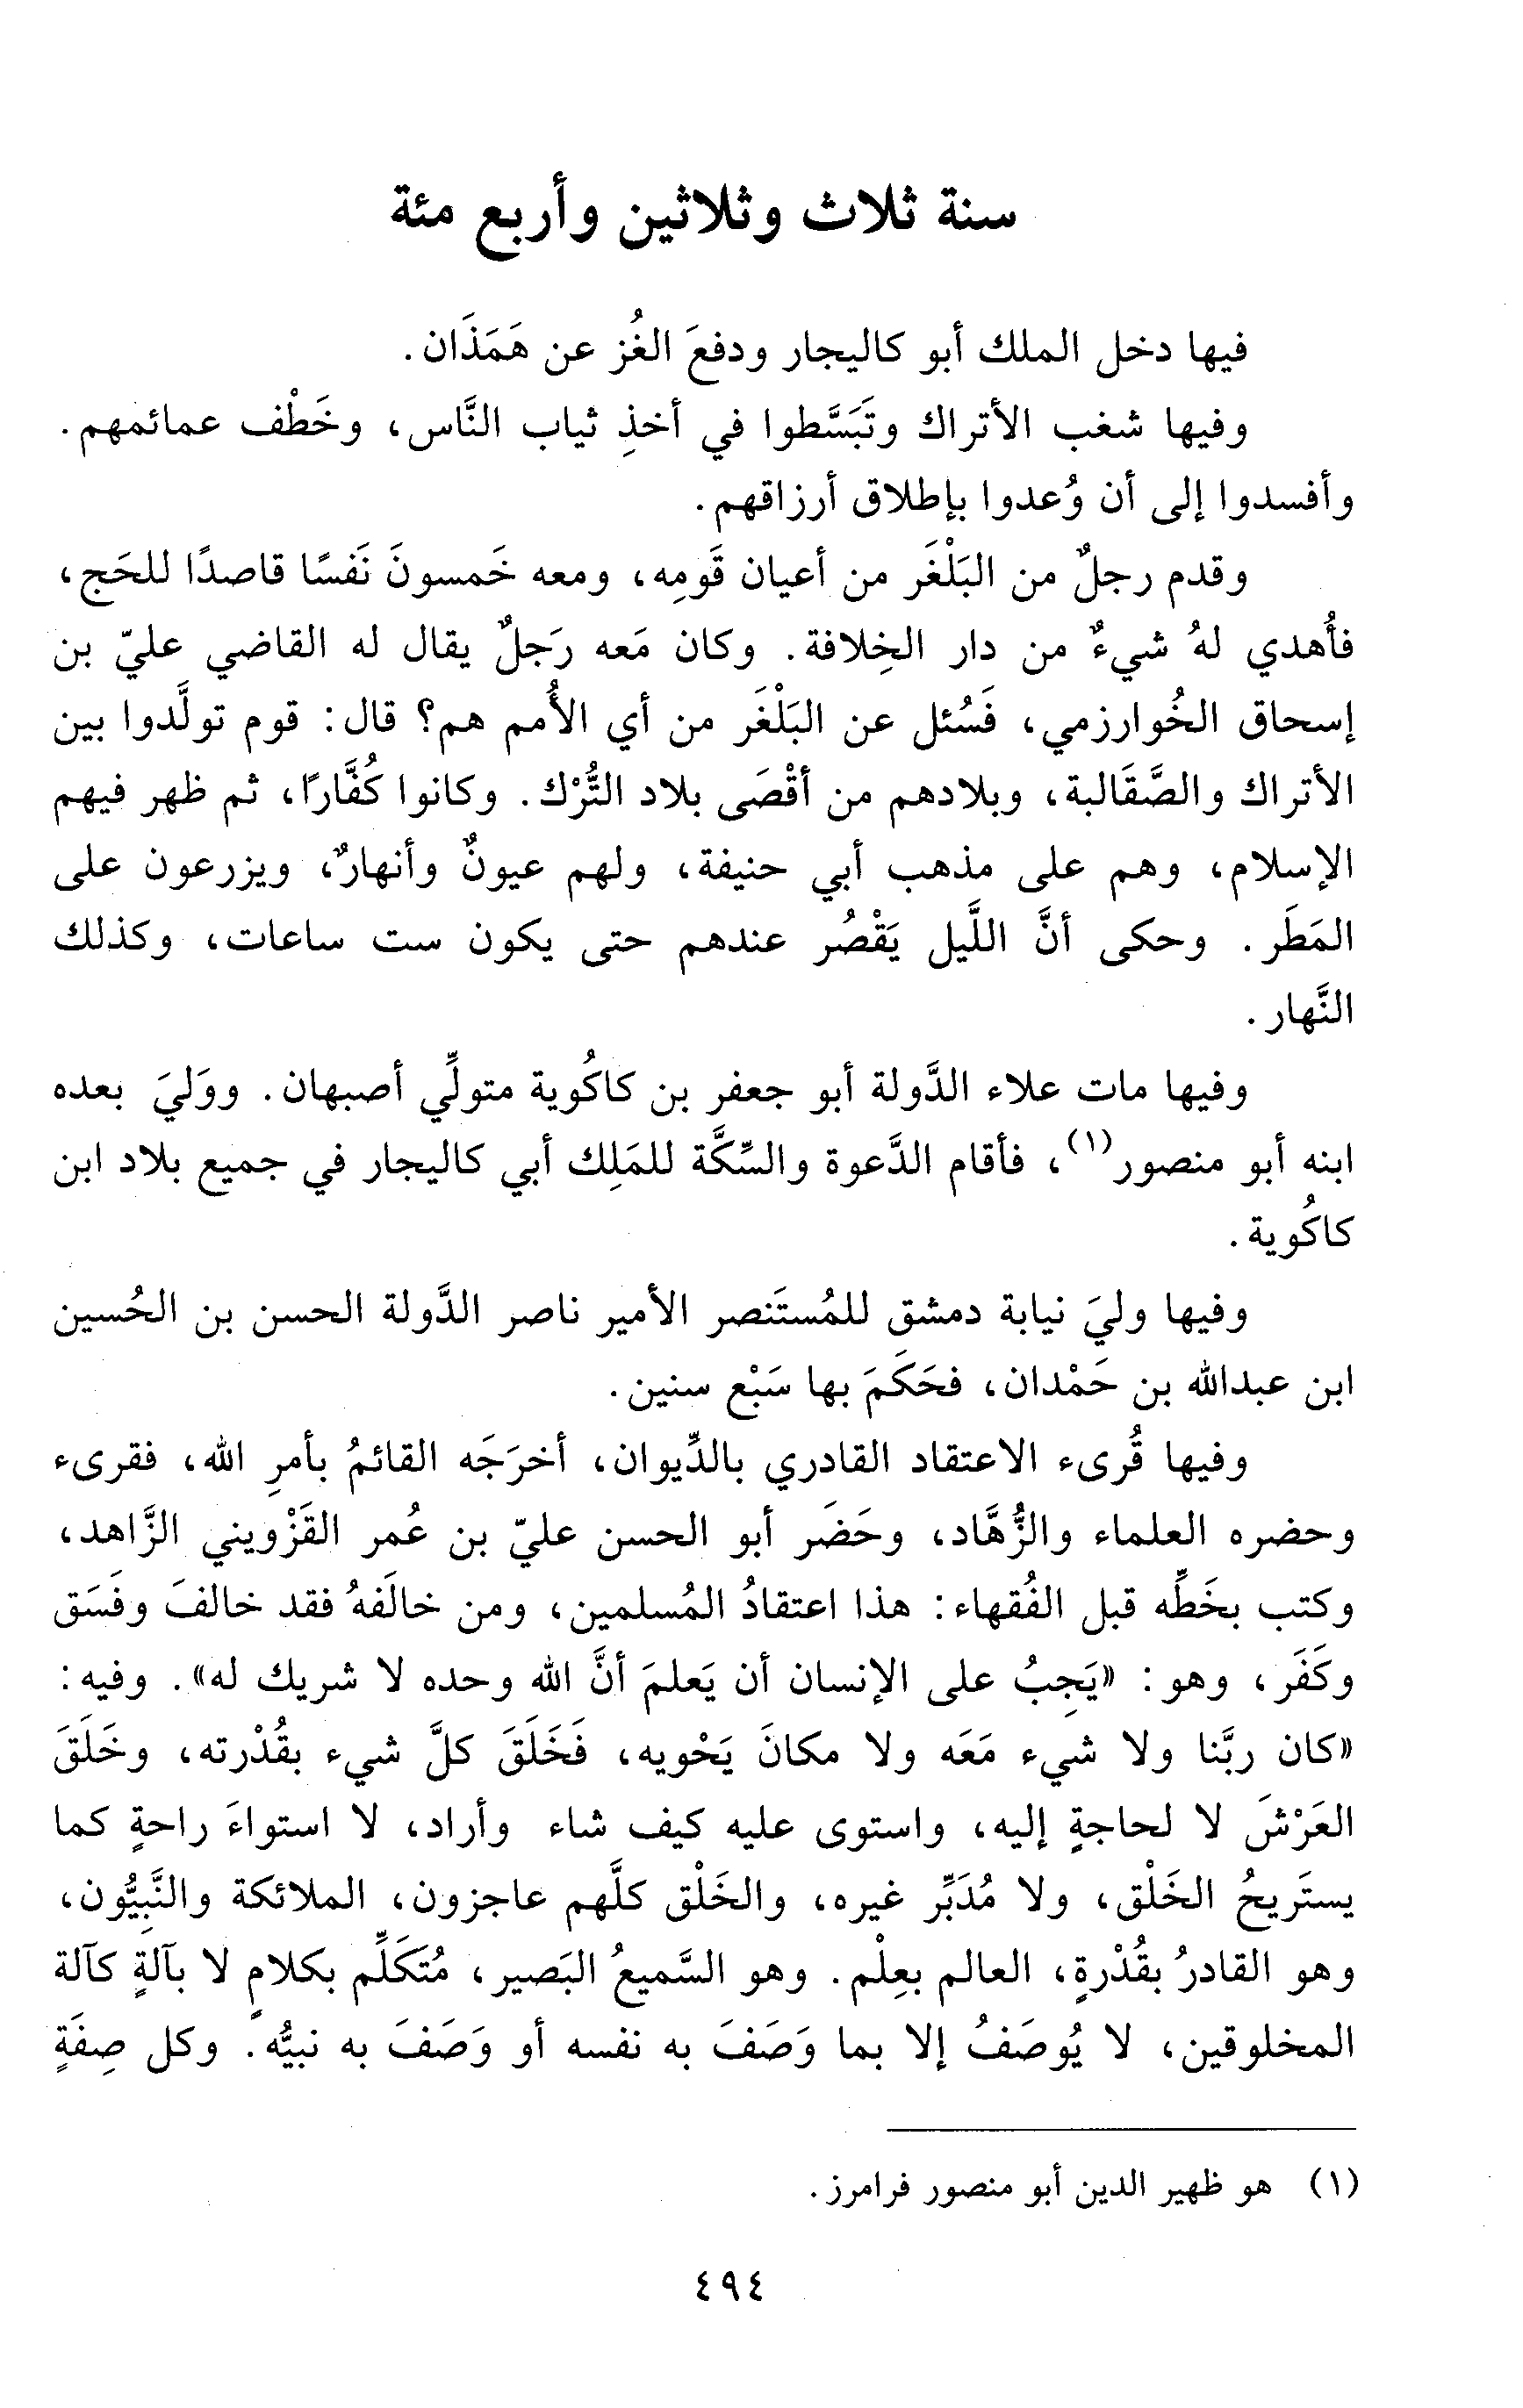 سنة ثلاث وثلاثين وأربع مئة
فيها دخل الملك أبو كاليجار ودفعَ الغُز عن هَمَذَان.
وفيها شغب الأتراك وتَبَسَّطوا في أخذِ ثياب النَّاس، وخَطْف عمائمهم.
وأفسدوا إلى أن وُعدوا بإطلاق أرزاقهم.
وقدم رجلٌ من البَلْغَر من أعيان قَومِه، ومعه خَمسونَ نَفسًا قاصدًا للحَج،
فأُهدي لهُ شيءٌ من دار الخِلافة. وكان مَعه رَجلٌ يقال له القاضي عليّ بن
إسحاق الخُوارزمي، فَسُئل عن البَلْغَر من أي الأُمم هم؟ قال: قوم تولَّدوا بين
الأتراك والصَّقَالبة، وبلادهم من أقْصَى بلاد التُّرْك. وكانوا كُفَّارًا، ثم ظهر فيهم
الإسلام، وهم على مذهب أبي حنيفة، ولهم عيونٌ وأنهارٌ، ويزرعون على
المَطَر. وحكى أنَّ اللَّيل يَقْصُر عندهم حتى يكون ست ساعات، وكذلك
النَّهار.
وفيها مات علاء الدَّولة أبو جعفر بن كاكُوية متولِّي أصبهان. ووَليَ بعده
ابنه أبو منصور(١)، فأقام الدَّعوة والسِّكَّة للمَلِك أبي كاليجار في جميع بلاد ابن
كاكُوية.
وفيها وليَ نيابة دمشق للمُستَنصر الأمير ناصر الدَّولة الحسن بن الحُسين
ابن عبدالله بن حَمْدان، فحَكَمَ بها سَبْع سنين.
وفيها قُرىء الاعتقاد القادري بالدِّيوان، أخرَجَه القائمُ بأمرِ الله، فقرىء
وحضره العلماء والزُّهَّاد، وحَضَر أبو الحسن عليّ بن عُمر القَزْويني الزَّاهد،
وكتب بخَطِّه قبل الفُقهاء: هذا اعتقادُ المُسلمين، ومن خالَفهُ فقد خالفَ وفَسَق
وكَفَر، وهو: «يَجِبُ على الإنسان أن يَعلمَ أنَّ الله وحده لا شريك له». وفيه:
«كان ربَّنا ولا شيء مَعَه ولا مكانَ يَحْويه، فَخَلَقَ كلَّ شيء بقُدْرته، وخَلَقَ
العَرْشَ لا لحاجةٍ إليه، واستوى عليه كيف شاء وأراد، لا استواءَ راحةٍ كما
يستَريحُ الخَلْق، ولا مُدَبِّر غيره، والخَلْق كلَّهم عاجزون، الملائكة والنَّبِيُّون،
وهو القادرُ بقُدْرةٍ، العالم بعِلْم. وهو السَّميعُ البَصير، مُتَكَلِّم بكلامٍ لا بآلةٍ كآلة
المخلوقين، لا يُوصَفُ إلا بما وَصَفَ به نفسه أو وَصَفَ به نبيُّه. وكل صِفَةٍ
(١) هو ظهير الدين أبو منصور فرامرز.
٤٩٤